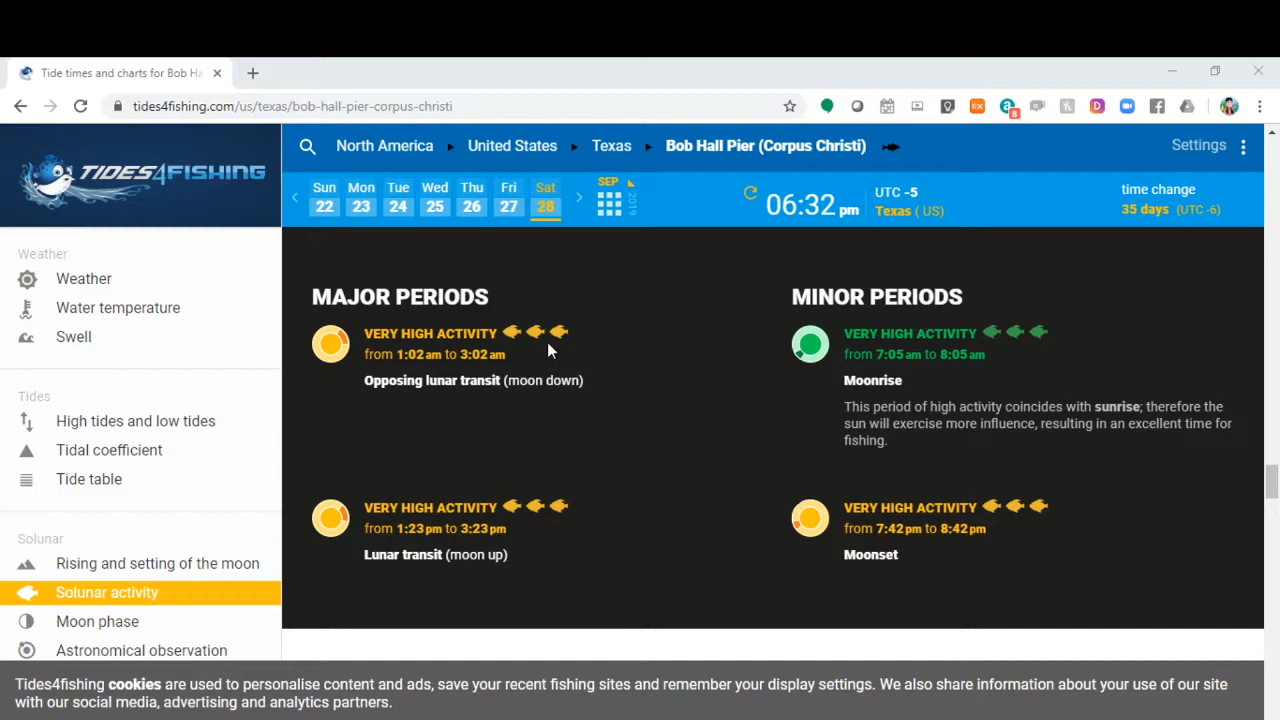 Tide times and charts for Bob Ha
tides4fishing.com/us/texas/bob-hall-pier-corpus-christi
TIDES4FISHING
North America United States Texas Bob Hall Pier (Corpus Christi) Settings
Sun Mon Tue Wed Thu Fri Sat
22 23 24 25 26 27 28
SEP
2019
06:32 pm
UTC -5
Texas ( US)
time change
35 days (UTC -6)
Weather
Weather
Water temperature
Swell
Tides
High tides and low tides
Tidal coefficient
Tide table
Solunar
Rising and setting of the moon
Solunar activity
Moon phase
Astronomical observation
MAJOR PERIODS
VERY HIGH ACTIVITY
from 1:02 am to 3:02 am
Opposing lunar transit (moon down)
VERY HIGH ACTIVITY
from 1:23 pm to 3:23 pm
Lunar transit (moon up)
MINOR PERIODS
VERY HIGH ACTIVITY
from 7:05 am to 8:05 am
Moonrise
This period of high activity coincides with sunrise; therefore the
sun will exercise more influence, resulting in an excellent time for
fishing.
VERY HIGH ACTIVITY
from 7:42 pm to 8:42 pm
Moonset
Tides4fishing cookies are used to personalise content and ads, save your recent fishing sites and remember your display settings. We also share information about your use of our site
with our social media, advertising and analytics partners.